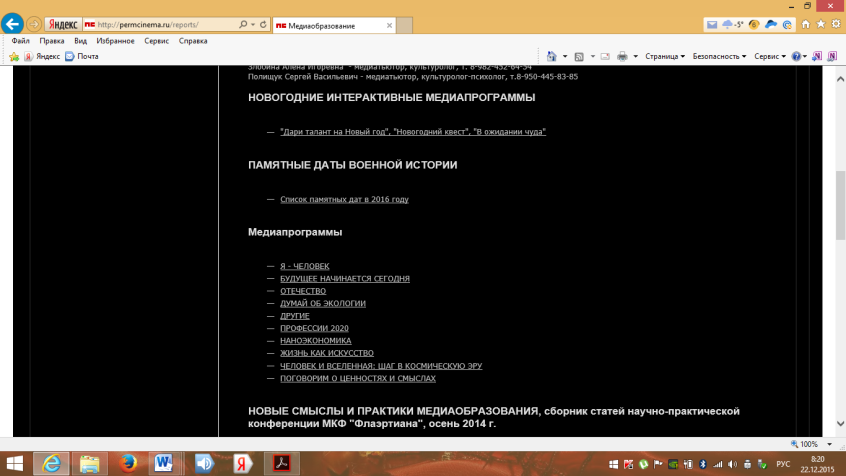 Яндекс
http://permcinema.ru/reports/
Медиаобразование
-5°
Файл Правка Вид Избранное Сервис Справка
Яндекс Почта
Страница Безопасность Сервис
Злобина Алена Игоревна - медиатьютор, культуролог, т. 8-982-452-64-54
Полищук Сергей Васильевич - медиатьютор, культуролог-психолог, т.8-950-445-83-85
НОВОГОДНИЕ ИНТЕРАКТИВНЫЕ МЕДИАПРОГРАММЫ
— "Дари талант на Новый год", "Новогодний квест", "В ожидании чуда"
ПАМЯТНЫЕ ДАТЫ ВОЕННОЙ ИСТОРИИ
— Список памятных дат в 2016 году
Медиапрограммы
— Я - ЧЕЛОВЕК
— БУДУЩЕЕ НАЧИНАЕТСЯ СЕГОДНЯ
— ОТЕЧЕСТВО
— ДУМАЙ ОБ ЭКОЛОГИИ
— ДРУГИЕ
— ПРОФЕССИИ 2020
— НАНОЭКОНОМИКА
— ЖИЗНЬ КАК ИСКУССТВО
— ЧЕЛОВЕК И ВСЕЛЕННАЯ: ШАГ В КОСМИЧЕСКУЮ ЭРУ
— ПОГОВОРИМ О ЦЕННОСТЯХ И СМЫСЛАХ
НОВЫЕ СМЫСЛЫ И ПРАКТИКИ МЕДИАОБРАЗОВАНИЯ, сборник статей научно-практической
конференции МКФ "Флаэртиана", осень 2014 г.
100%
РУС
8:20
22.12.2015